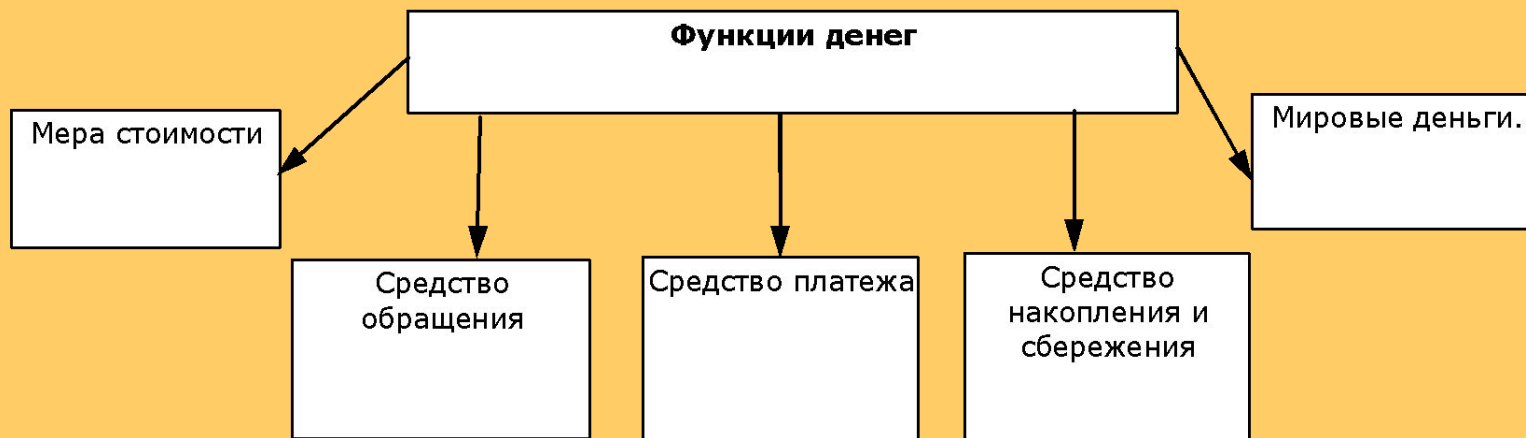 Функции денег
Мера стоимости
Мировые деньги.
Средство
обращения
Средство платежа
Средство
накопления и
сбережения